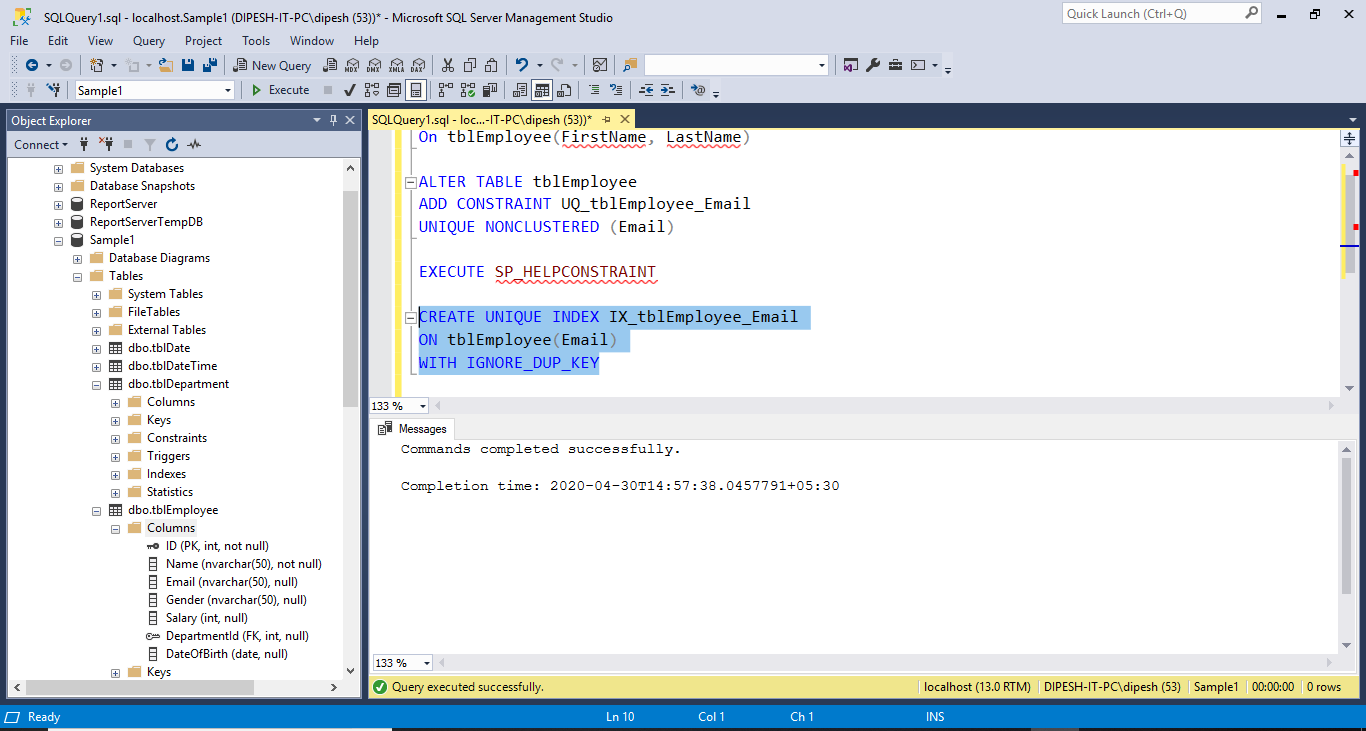 SQLQuery1.sql - localhost.Sample1 (DIPESH-IT-PC\dipesh (53))* - Microsoft SQL Server Management Studio
Quick Launch (Ctrl+Q)
File Edit View Query Project Tools Window Help
New Query
MDX DMX XMLA DAX
Sample1
Execute
Object Explorer
Connect
System Databases
Database Snapshots
ReportServer
ReportServerTempDB
Sample1
Database Diagrams
Tables
System Tables
FileTables
External Tables
dbo.tblDate
dbo.tblDateTime
dbo.tblDepartment
Columns
Keys
Constraints
Triggers
Indexes
Statistics
dbo.tblEmployee
Columns
ID (PK, int, not null)
Name (nvarchar(50), not null)
Email (nvarchar(50), null)
Gender (nvarchar(50), null)
Salary (int, null)
DepartmentId (FK, int, null)
DateOfBirth (date, null)
Keys
SQLQuery1.sql - loc...-IT-PC\dipesh (53))*
On tblEmployee(FirstName, LastName)
ALTER TABLE tblEmployee
ADD CONSTRAINT UQ_tblEmployee_Email
UNIQUE NONCLUSTERED (Email)
EXECUTE SP_HELPCONSTRAINT
CREATE UNIQUE INDEX IX_tblEmployee_Email
ON tblEmployee(Email)
WITH IGNORE_DUP_KEY
133 %
Messages
Commands completed successfully.
Completion time: 2020-04-30T14:57:38.0457791+05:30
133 %
Query executed successfully.
localhost (13.0 RTM) DIPESH-IT-PC\dipesh (53) Sample1 00:00:00 0 rows
Ready Ln 10 Col 1 Ch 1 INS